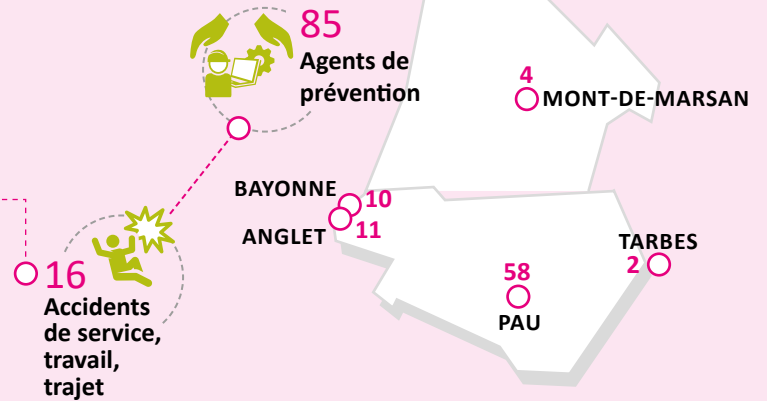 85
Agents de
prévention
4
MONT-DE-MARSAN
BAYONNE 10
ANGLET 11
TARBES
2
58
PAU
16
Accidents
de service,
travail,
trajet